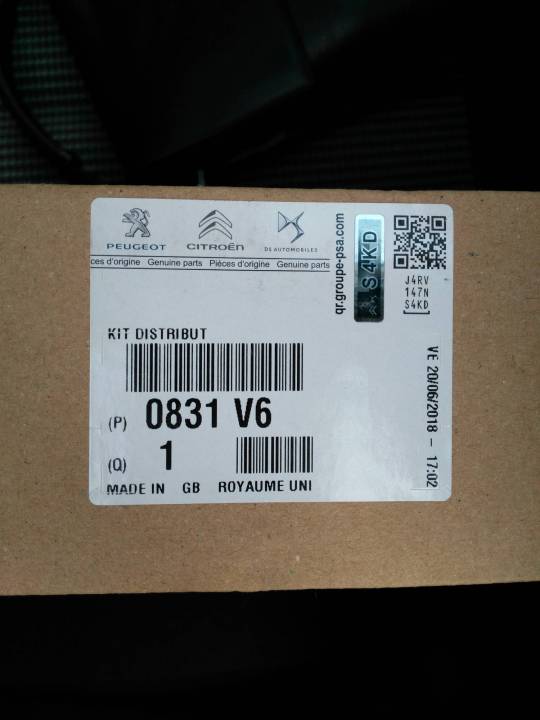 PEUGEOT CITROËN DS AUTOMOBILES
ces d'origine Genuine parts Pièces d'origine Genuine parts
qr.groupe-psa.com
S4KD
J4RV
147N
S4KD
KIT DISTRIBUT
(P) 0831 V6
(Q) 1
MADE IN GB ROYAUME UNI
VE 20/06/2018 - 17:02